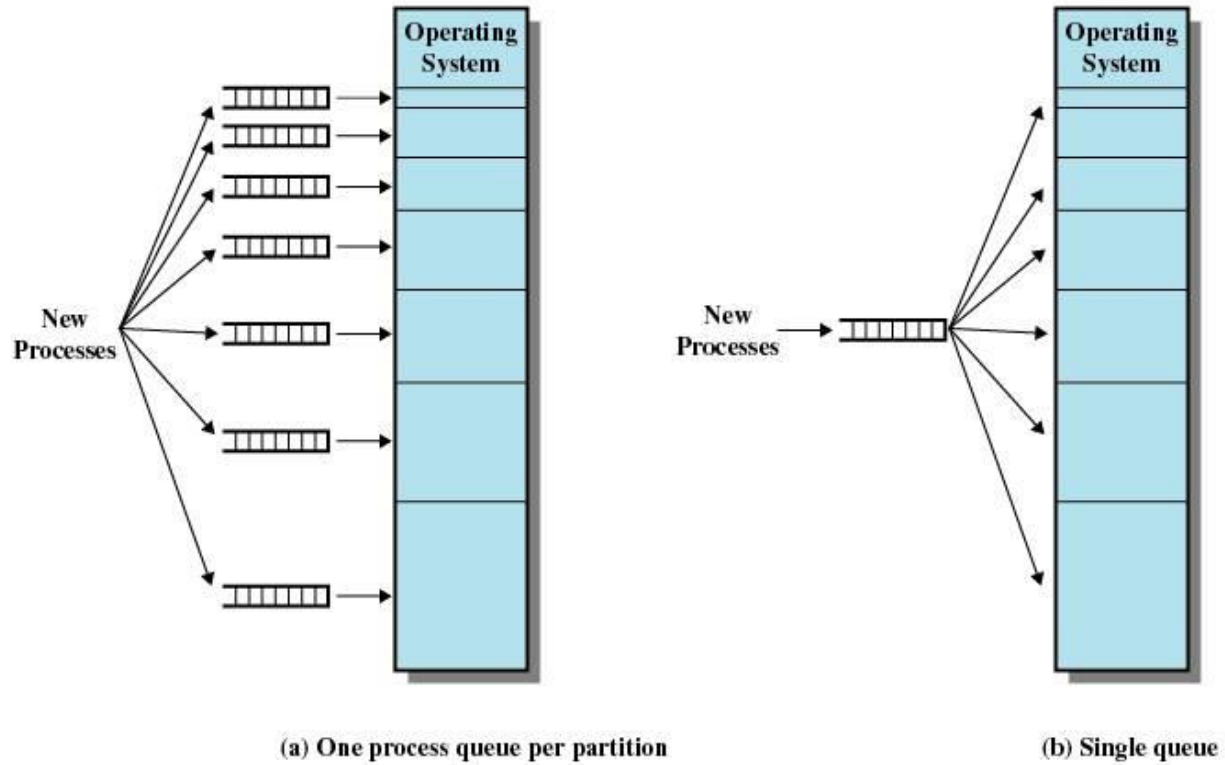 Operating
System
New
Processes
(a) One process queue per partition
Operating
System
New
Processes
(b) Single queue